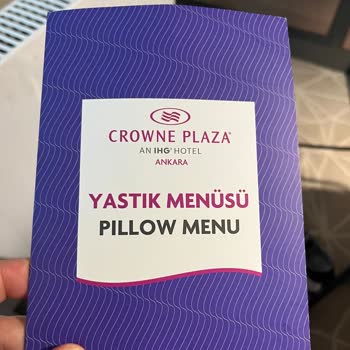 CROWNE PLAZA®
AN IHG® HOTEL
ANKARA
YASTIK MENÜSÜ
PILLOW MENU